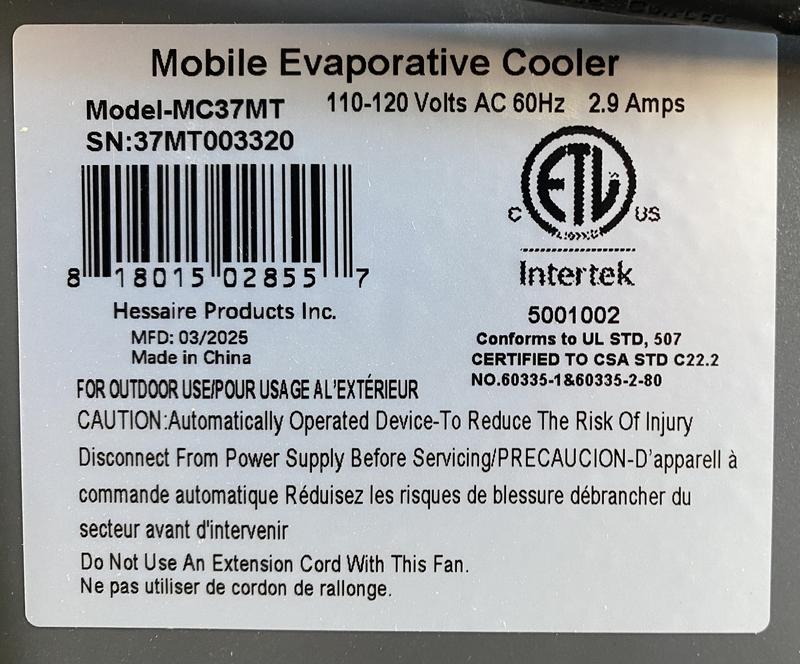 Mobile Evaporative Cooler
Model-MC37MT 110-120 Volts AC 60Hz 2.9 Amps
SN:37MT003320
8 18015 02855 7
ETL
C US
LISTED
Intertek
5001002
Hessaire Products Inc.
MFD: 03/2025
Made in China
Conforms to UL STD, 507
CERTIFIED TO CSA STD C22.2
NO.60335-1&60335-2-80
FOR OUTDOOR USE/POUR USAGE A L'EXTÉRIEUR
CAUTION:Automatically Operated Device-To Reduce The Risk Of Injury
Disconnect From Power Supply Before Servicing/PRECAUCION-D'apparell à
commande automatique Réduisez les risques de blessure débrancher du
secteur avant d'intervenir
Do Not Use An Extension Cord With This Fan.
Ne pas utiliser de cordon de rallonge.